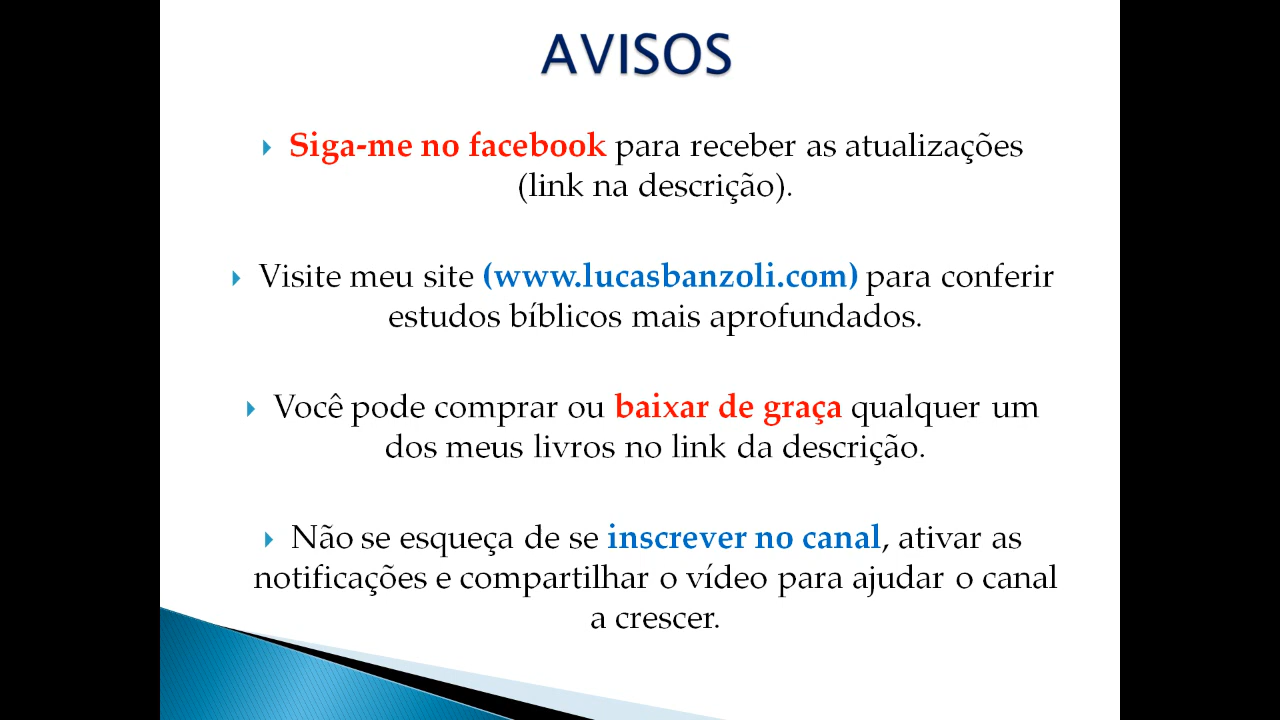 AVISOS
Siga-me no facebook para receber as atualizações
(link na descrição).
Visite meu site (www.lucasbanzoli.com) para conferir
estudos bíblicos mais aprofundados.
Você pode comprar ou baixar de graça qualquer um
dos meus livros no link da descrição.
Não se esqueça de se inscrever no canal, ativar as
notificações e compartilhar o vídeo para ajudar o canal
a crescer.